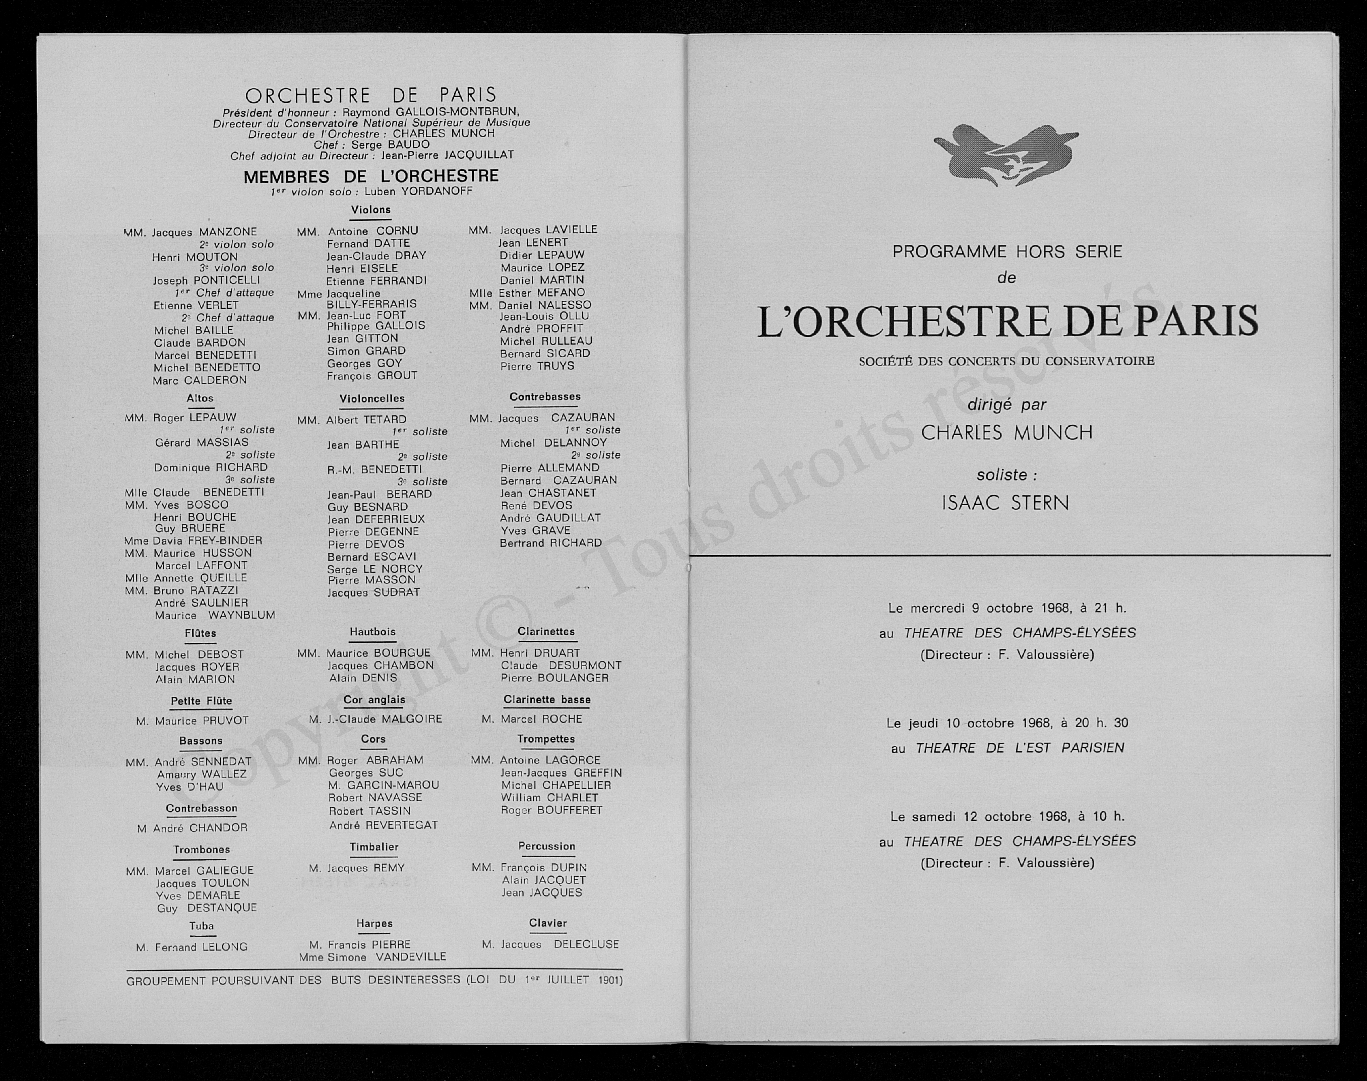 ORCHESTRE DE PARIS
Président d'honneur : Raymond GALLOIS-MONTBRUN,
Directeur du Conservatoire National Supérieur de Musique
Directeur de l'Orchestre : CHARLES MUNCH
Chef : Serge BAUDO
Chef adjoint au Directeur : Jean-Pierre JACQUILLAT
MEMBRES DE L'ORCHESTRE
1er violon solo : Luben YORDANOFF
Violons
MM. Jacques MANZONE
2e violon solo
Henri MOUTON
3e violon solo
Joseph PONTICELLI
1er Chef d'attaque
Etienne VERLET
2e Chef d'attaque
Michel BAILLE
Claude BARDON
Marcel BENEDETTI
Michel BENEDETTO
Marc CALDERON
MM. Antoine CORNU
Fernand DATTE
Jean-Claude DRAY
Henri EISELE
Etienne FERRANDI
Mme Jacqueline
BILLY-FERRARIS
MM. Jean-Luc FORT
Philippe GALLOIS
Jean GITTON
Simon GRARD
Georges GOY
François GROUT
MM. Jacques LAVIELLE
Jean LENERT
Didier LEPAUW
Maurice LOPEZ
Daniel MARTIN
Mlle Esther MEFANO
MM. Daniel NALESSO
Jean-Louis OLLU
André PROFFIT
Michel RULLEAU
Bernard SICARD
Pierre TRUYS
Altos
MM. Roger LEPAUW
1er soliste
Gérard MASSIAS
2e soliste
Dominique RICHARD
3e soliste
Mlle Claude BENEDETTI
MM. Yves BOSCO
Henri BOUCHE
Guy BRUERE
Mme Davia FREY-BINDER
MM. Maurice HUSSON
Marcel LAFFONT
Mlle Annette QUEILLE
MM. Bruno RATAZZI
André SAULNIER
Maurice WAYNBLUM
Violoncelles
MM. Albert TETARD
1er soliste
Jean BARTHE
2e soliste
R.-M. BENEDETTI
3e soliste
Jean-Paul BERARD
Guy BESNARD
Jean DEFERRIEUX
Pierre DEGENNE
Pierre DEVOS
Bernard ESCAVI
Serge LE NORCY
Pierre MASSON
Jacques SUDRAT
Contrebasses
MM. Jacques CAZAURAN
1er soliste
Michel DELANNOY
2e soliste
Pierre ALLEMAND
Bernard CAZAURAN
Jean CHASTANET
René DEVOS
André GAUDILLAT
Yves GRAVE
Bertrand RICHARD
Flûtes
MM. Michel DEBOST
Jacques ROYER
Alain MARION
Hautbois
MM. Maurice BOURGUE
Jacques CHAMBON
Alain DENIS
Clarinettes
MM. Henri DRUART
Claude DESURMONT
Pierre BOULANGER
Petite Flûte
M. Maurice PRUVOT
Cor anglais
M. J.-Claude MALGOIRE
Clarinette basse
M. Marcel ROCHE
Bassons
MM. André SENNEDAT
Amaury WALLEZ
Yves D'HAU
Contrebasson
M André CHANDOR
Cors
MM. Roger ABRAHAM
Georges SUC
M. GARCIN-MAROU
Robert NAVASSE
Robert TASSIN
André REVERTEGAT
Trompettes
MM. Antoine LAGORCE
Jean-Jacques GREFFIN
Michel CHAPELLIER
William CHARLET
Roger BOUFFERET
Trombones
MM. Marcel GALIEGUE
Jacques TOULON
Yves DEMARLE
Guy DESTANQUE
Timbalier
M. Jacques REMY
Percussion
MM. François DUPIN
Alain JACQUET
Jean JACQUES
Tuba
M. Fernand LELONG
Harpes
M. Francis PIERRE
Mme Simone VANDEVILLE
Clavier
M. Jacques DELECLUSE
GROUPEMENT POURSUIVANT DES BUTS DESINTERESSES (LOI DU 1er JUILLET 1901)
PROGRAMME HORS SERIE
de
L'ORCHESTRE DE PARIS
SOCIÉTÉ DES CONCERTS DU CONSERVATOIRE
dirigé par
CHARLES MUNCH
soliste :
ISAAC STERN
Le mercredi 9 octobre 1968, à 21 h.
au THEATRE DES CHAMPS-ÉLYSÉES
(Directeur : F. Valoussière)
Le jeudi 10 octobre 1968, à 20 h. 30
au THEATRE DE L'EST PARISIEN
Le samedi 12 octobre 1968, à 10 h.
au THEATRE DES CHAMPS-ÉLYSÉES
(Directeur : F. Valoussière)
Copyright © - Tous droits réservés.